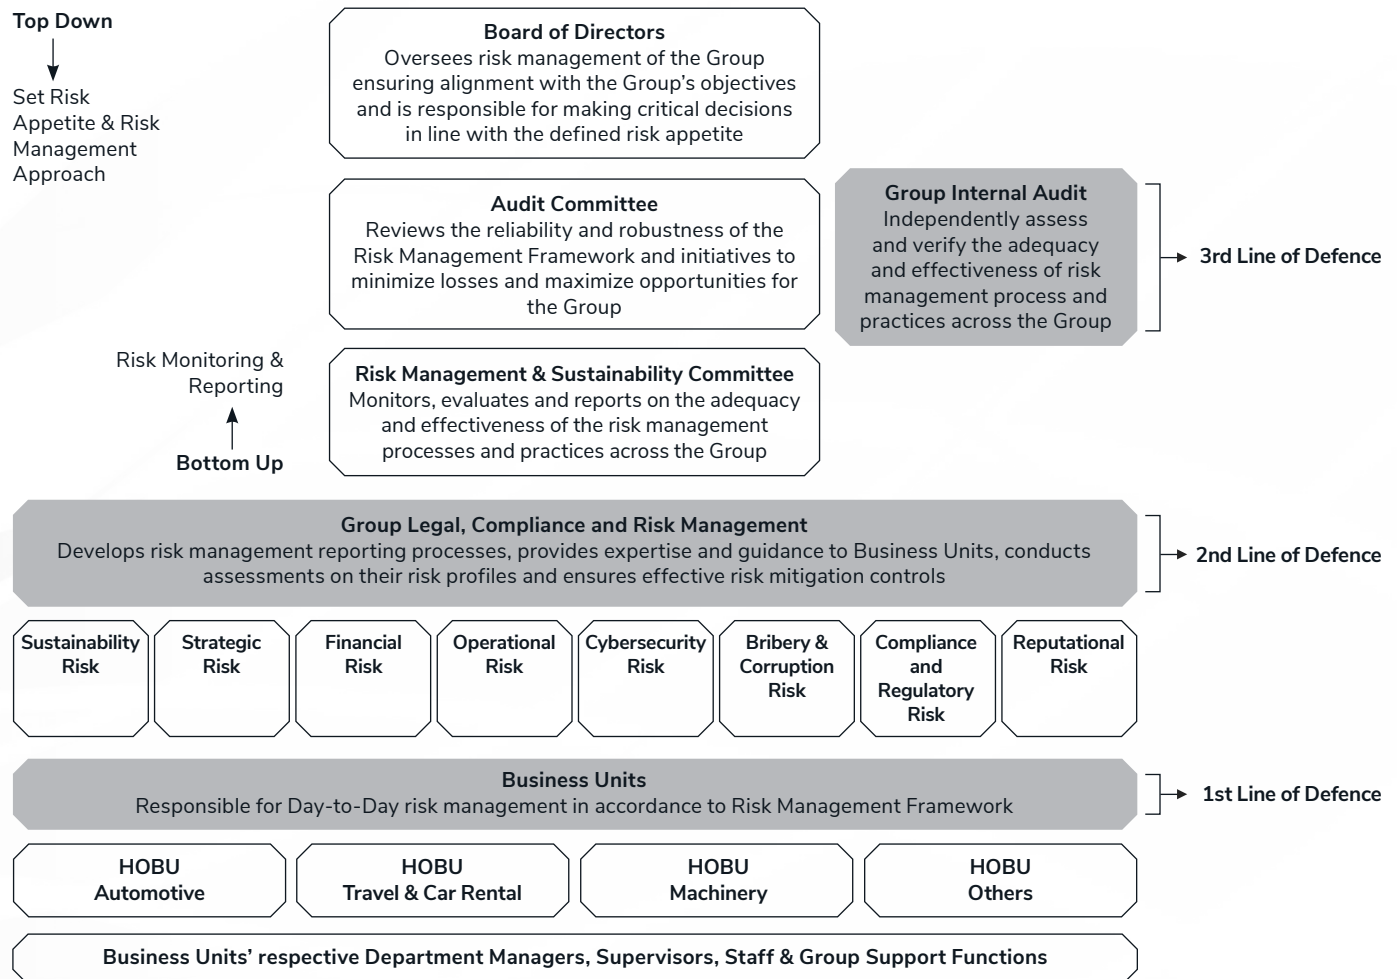 Top Down
Set Risk
Appetite & Risk
Management
Approach
Board of Directors
Oversees risk management of the Group
ensuring alignment with the Group’s objectives
and is responsible for making critical decisions
in line with the defined risk appetite
Audit Committee
Reviews the reliability and robustness of the
Risk Management Framework and initiatives to
minimize losses and maximize opportunities for
the Group
Group Internal Audit
Independently assess
and verify the adequacy
and effectiveness of risk
management process and
practices across the Group
3rd Line of Defence
Risk Monitoring &
Reporting
Bottom Up
Risk Management & Sustainability Committee
Monitors, evaluates and reports on the adequacy
and effectiveness of the risk management
processes and practices across the Group
Group Legal, Compliance and Risk Management
Develops risk management reporting processes, provides expertise and guidance to Business Units, conducts
assessments on their risk profiles and ensures effective risk mitigation controls
2nd Line of Defence
Sustainability
Risk
Strategic
Risk
Financial
Risk
Operational
Risk
Cybersecurity
Risk
Bribery &
Corruption
Risk
Compliance
and
Regulatory
Risk
Reputational
Risk
Business Units
Responsible for Day-to-Day risk management in accordance to Risk Management Framework
1st Line of Defence
HOBU
Automotive
HOBU
Travel & Car Rental
HOBU
Machinery
HOBU
Others
Business Units’ respective Department Managers, Supervisors, Staff & Group Support Functions